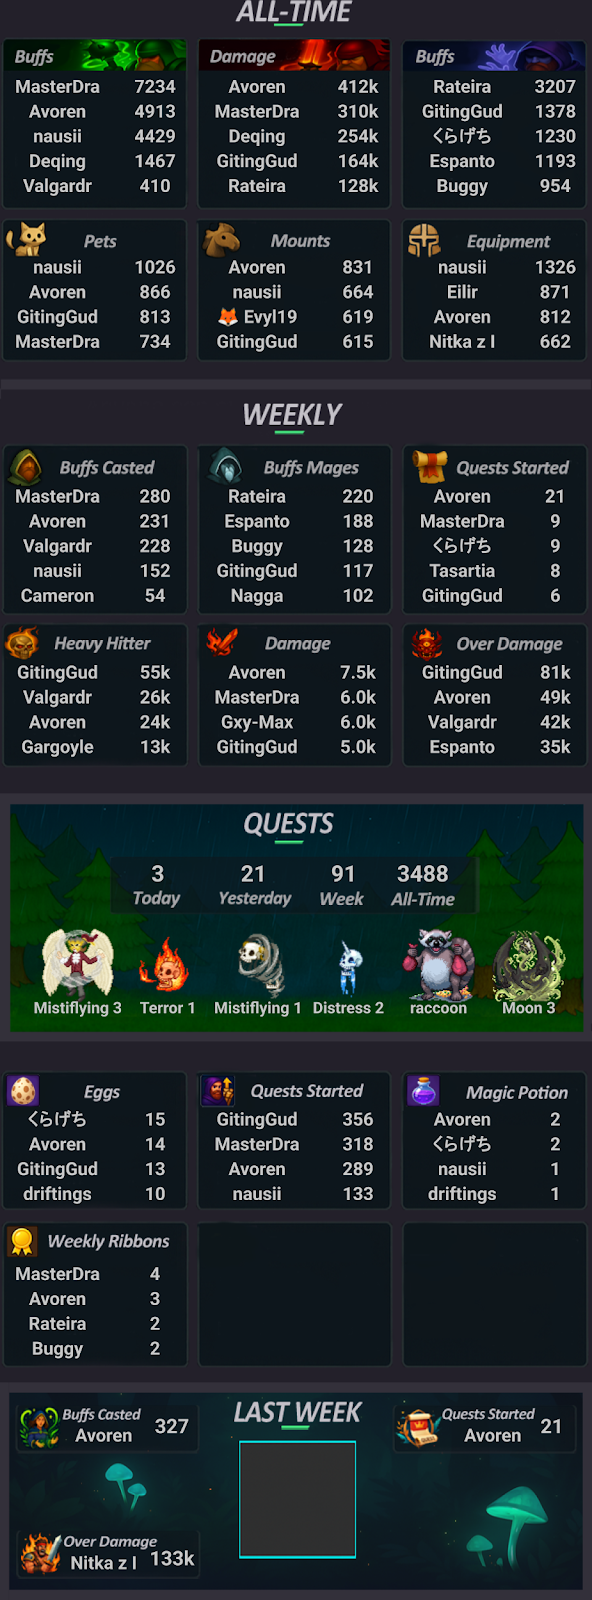 ALL-TIME
Buffs
MasterDra 7234
Avoren 4913
nausii 4429
Deqing 1467
Valgardr 410
Damage
Avoren 412k
MasterDra 310k
Deqing 254k
GitingGud 164k
Rateira 128k
Buffs
Rateira 3207
GitingGud 1378
くらげち 1230
Espanto 1193
Buggy 954
Pets
nausii 1026
Avoren 866
GitingGud 813
MasterDra 734
Mounts
Avoren 831
nausii 664
🦊 Evyl19 619
GitingGud 615
Equipment
nausii 1326
Eilir 871
Avoren 812
Nitka z I 662
WEEKLY
Buffs Casted
MasterDra 280
Avoren 231
Valgardr 228
nausii 152
Cameron 54
Buffs Mages
Rateira 220
Espanto 188
Buggy 128
GitingGud 117
Nagga 102
Quests Started
Avoren 21
MasterDra 9
くらげち 9
Tasartia 8
GitingGud 6
Heavy Hitter
GitingGud 55k
Valgardr 26k
Avoren 24k
Gargoyle 13k
Damage
Avoren 7.5k
MasterDra 6.0k
Gxy-Max 6.0k
GitingGud 5.0k
Over Damage
GitingGud 81k
Avoren 49k
Valgardr 42k
Espanto 35k
QUESTS
3 21 91 3488
Today Yesterday Week All-Time
Mistiflying 3 Terror 1 Mistiflying 1 Distress 2 raccoon Moon 3
Eggs
くらげち 15
Avoren 14
GitingGud 13
driftings 10
Quests Started
GitingGud 356
MasterDra 318
Avoren 289
nausii 133
Magic Potion
Avoren 2
くらげち 2
nausii 1
driftings 1
Weekly Ribbons
MasterDra 4
Avoren 3
Rateira 2
Buggy 2
LAST WEEK
Buffs Casted
Avoren 327
Quests Started
Avoren 21
Over Damage
Nitka z I 133k